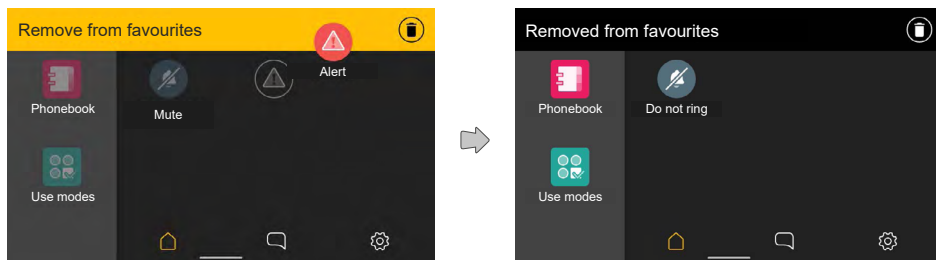 Remove from favourites
Alert
Phonebook
Mute
Use modes
Removed from favourites
Phonebook
Do not ring
Use modes